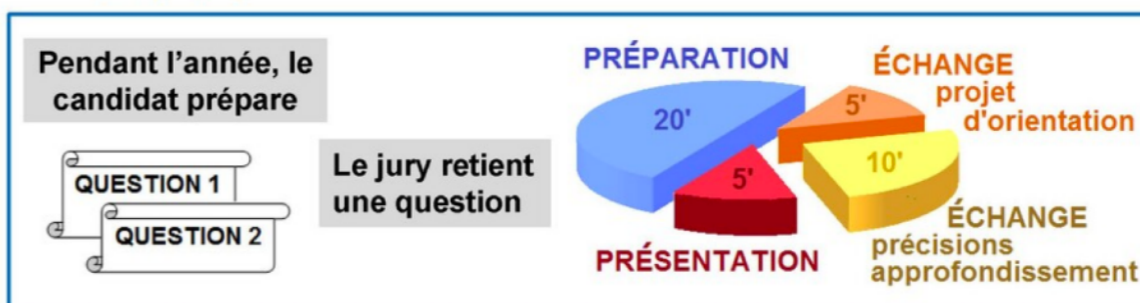 Pendant l'année, le
candidat prépare
QUESTION 1
QUESTION 2
Le jury retient
une question
PRÉPARATION
20'
5'
PRÉSENTATION
ÉCHANGE
projet
d'orientation
5'
10'
ÉCHANGE
précisions
approfondissement